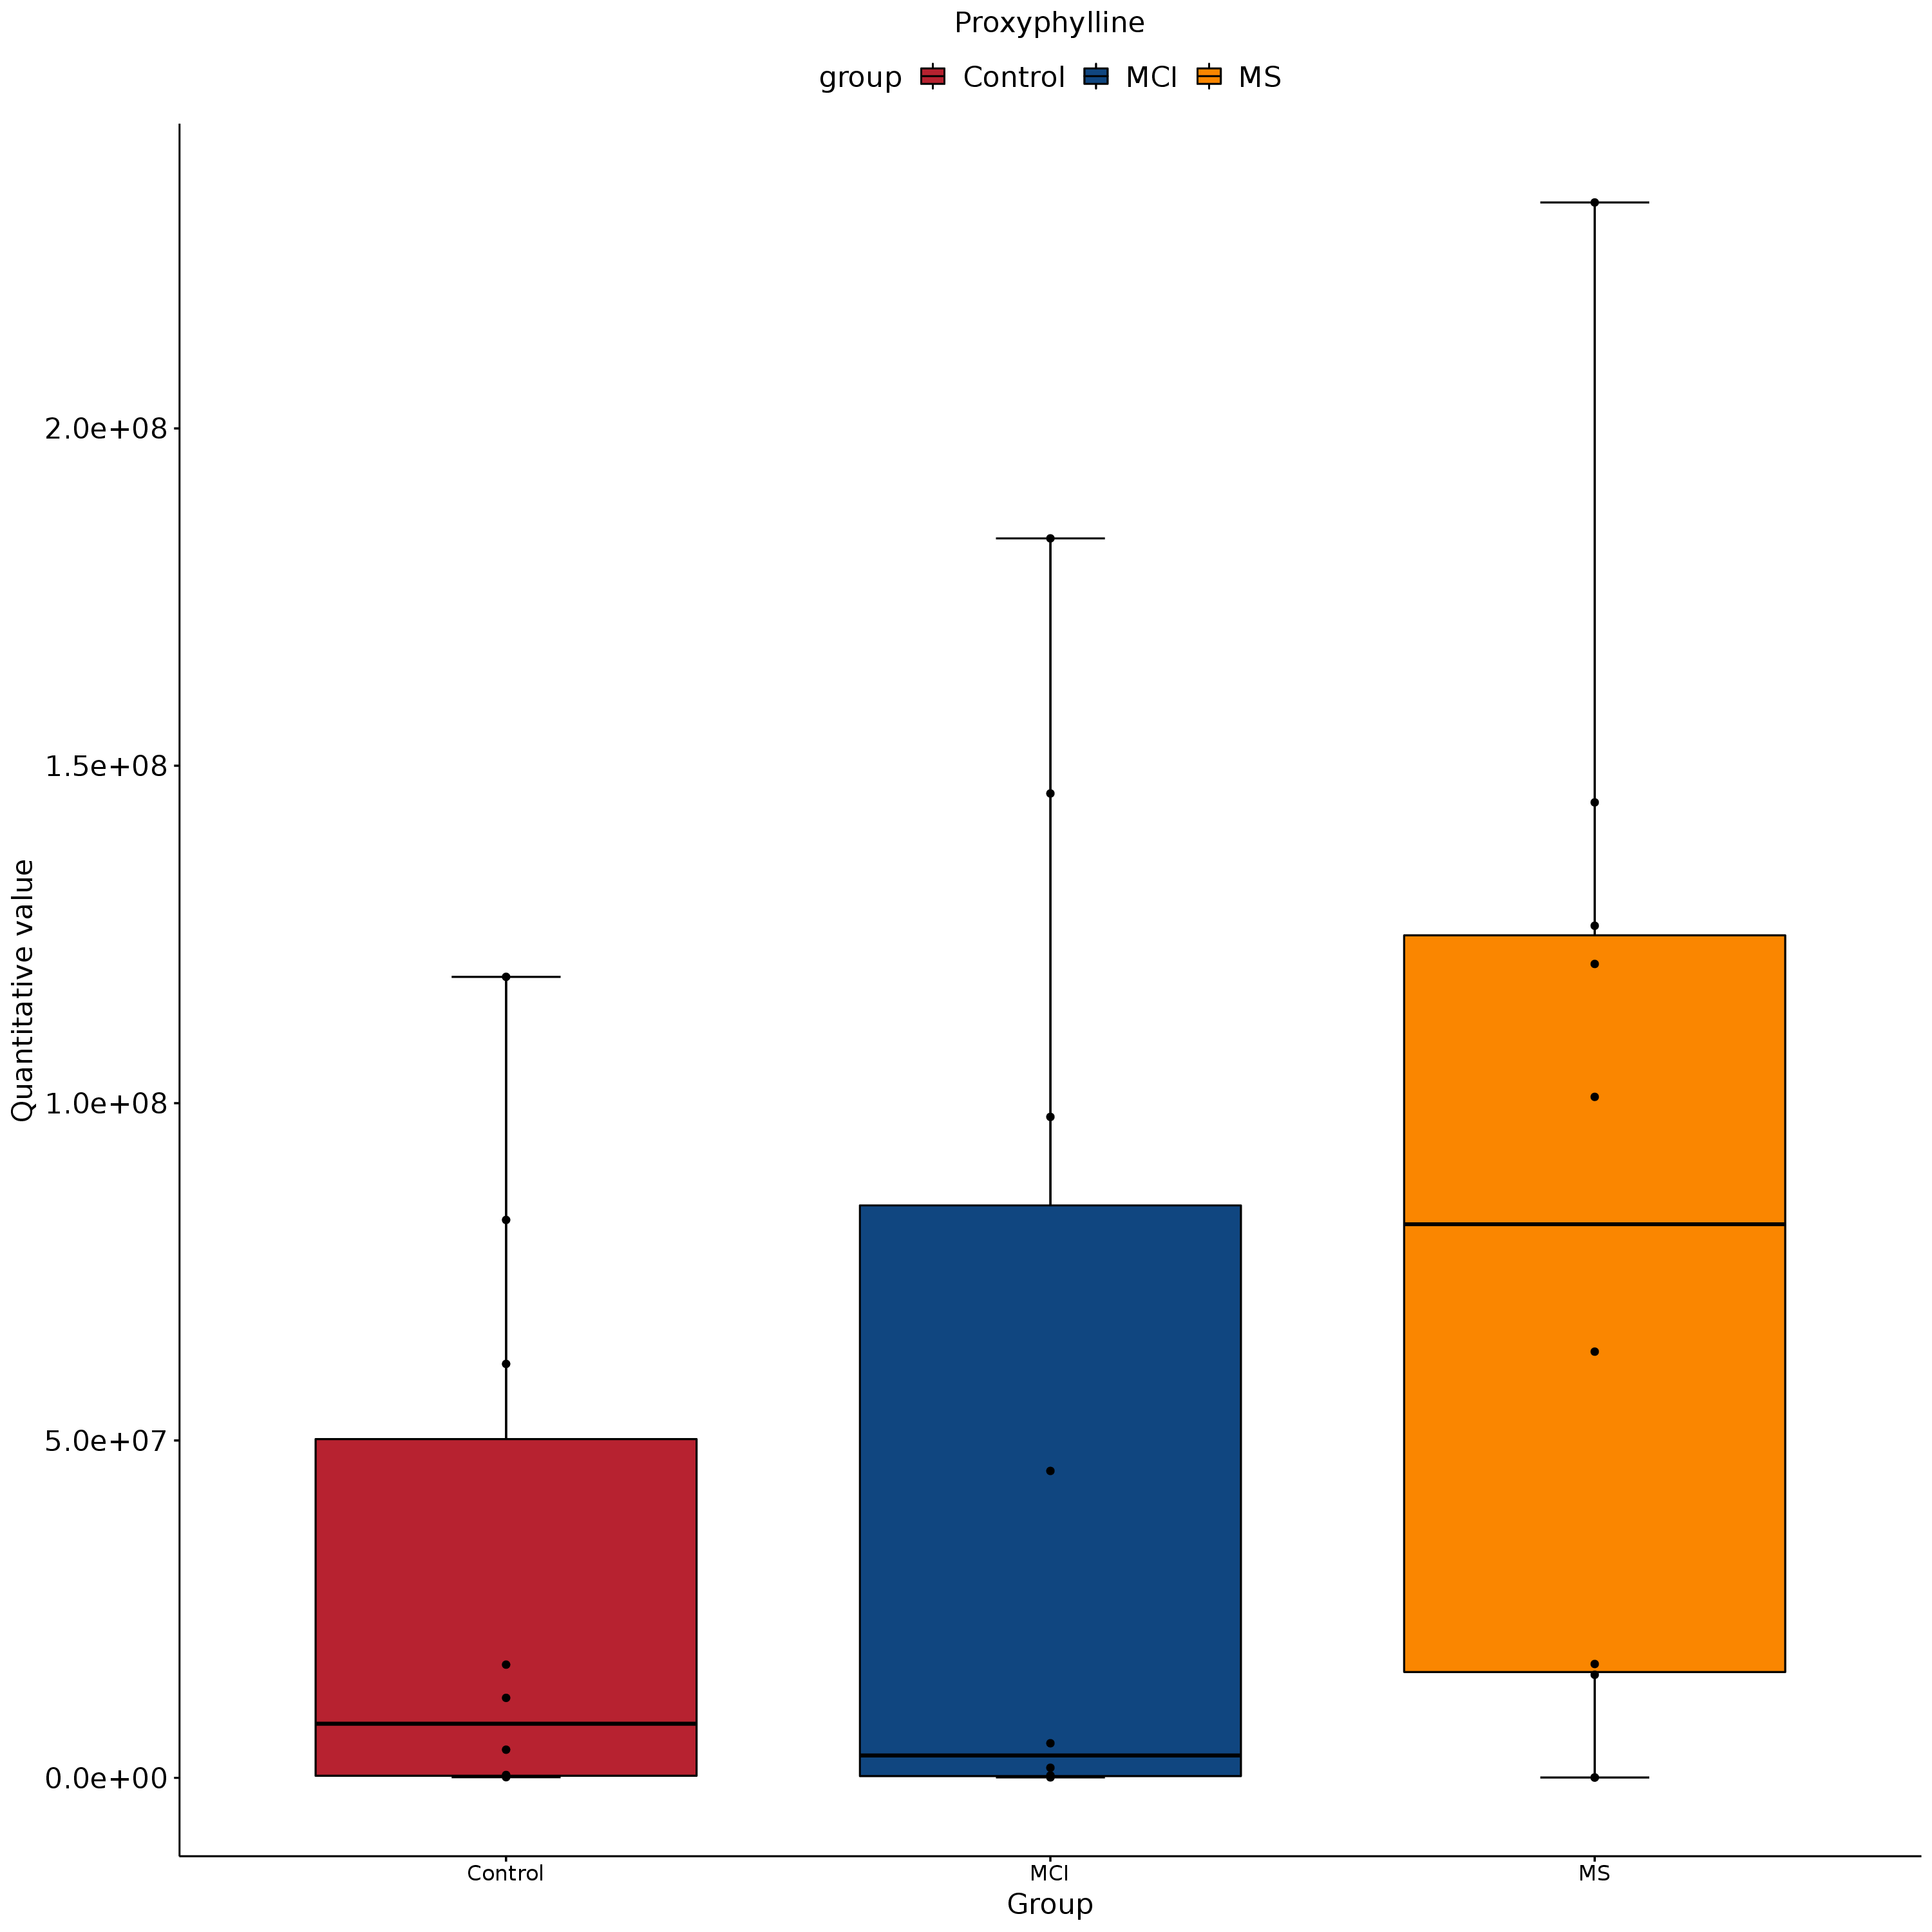 Proxyphylline
group Control MCI MS
Quantitative value
2.0e+08
1.5e+08
1.0e+08
5.0e+07
0.0e+00
Control MCI MS
Group